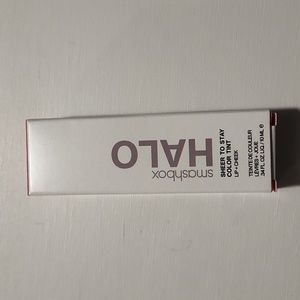 smashbox
HALO
SHEER TO STAY
COLOR TINT
LIP + CHEEK
TEINTE DE COULEUR
LÈVRES + JOUE
.34 FL.OZ. LIQ / 10 ML ℮